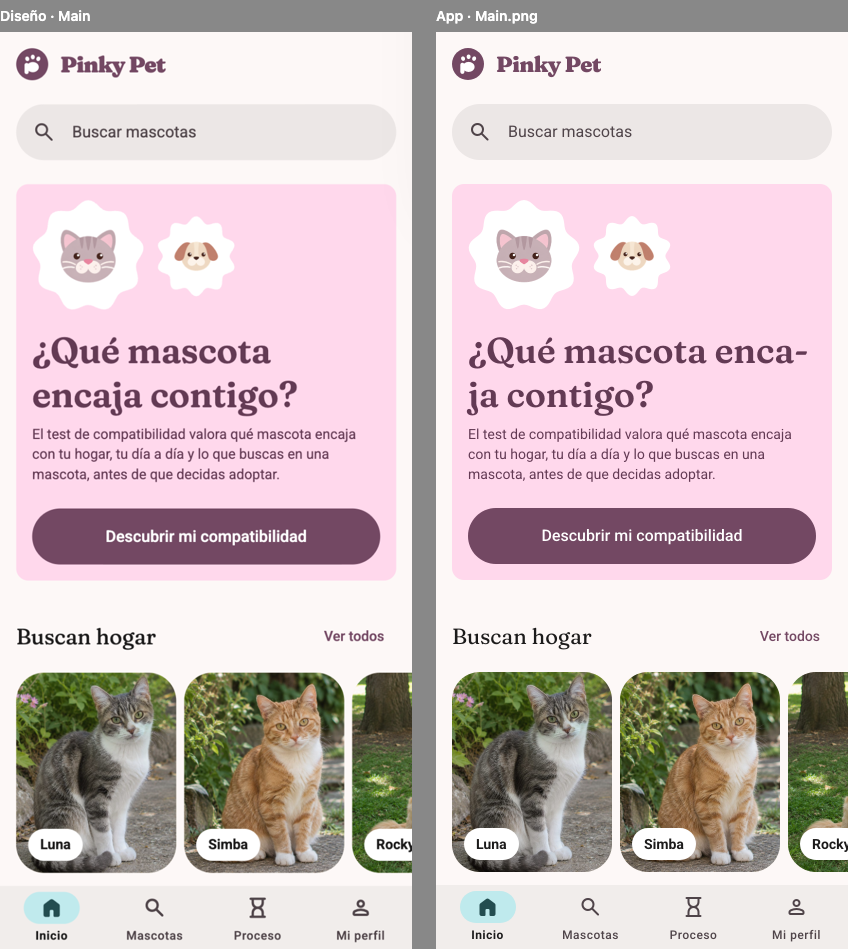 Diseño · Main
Pinky Pet
Buscar mascotas
¿Qué mascota
encaja contigo?
El test de compatibilidad valora qué mascota encaja
con tu hogar, tu día a día y lo que buscas en una
mascota, antes de que decidas adoptar.
Descubrir mi compatibilidad
Buscan hogar
Ver todos
Luna
Simba
Rocky
Inicio
Mascotas
Proceso
Mi perfil
App · Main.png
Pinky Pet
Buscar mascotas
¿Qué mascota enca-
ja contigo?
El test de compatibilidad valora qué mascota encaja
con tu hogar, tu día a día y lo que buscas en una
mascota, antes de que decidas adoptar.
Descubrir mi compatibilidad
Buscan hogar
Ver todos
Luna
Simba
Rocky
Inicio
Mascotas
Proceso
Mi perfil